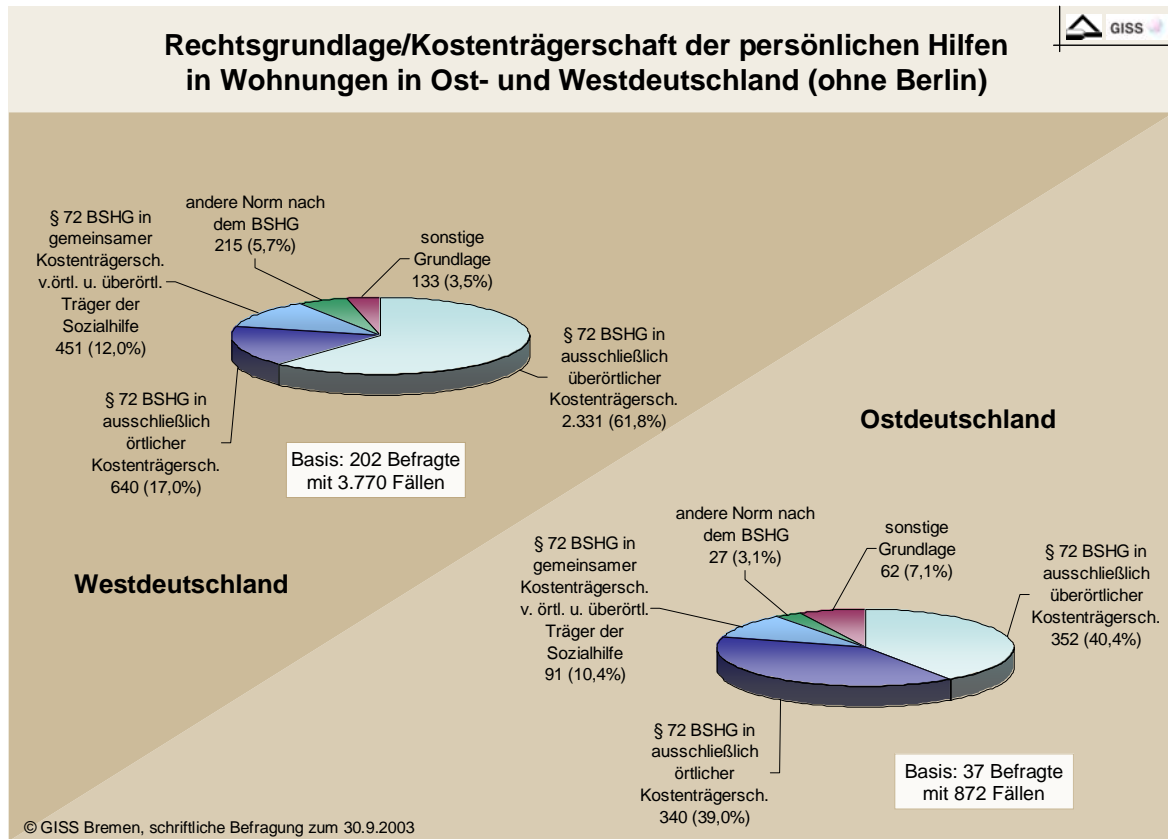 Rechtsgrundlage/Kostenträgerschaft der persönlichen Hilfen
in Wohnungen in Ost- und Westdeutschland (ohne Berlin)
GISS
§ 72 BSHG in
gemeinsamer
Kostenträgersch.
v.örtl. u. überörtl.
Träger der
Sozialhilfe
451 (12,0%)
andere Norm nach
dem BSHG
215 (5,7%)
sonstige
Grundlage
133 (3,5%)
§ 72 BSHG in
ausschließlich
überörtlicher
Kostenträgersch.
2.331 (61,8%)
§ 72 BSHG in
ausschließlich
örtlicher
Kostenträgersch.
640 (17,0%)
Basis: 202 Befragte
mit 3.770 Fällen
Westdeutschland
Ostdeutschland
§ 72 BSHG in
gemeinsamer
Kostenträgersch.
v. örtl. u. überörtl.
Träger der
Sozialhilfe
91 (10,4%)
andere Norm nach
dem BSHG
27 (3,1%)
sonstige
Grundlage
62 (7,1%)
§ 72 BSHG in
ausschließlich
überörtlicher
Kostenträgersch.
352 (40,4%)
§ 72 BSHG in
ausschließlich
örtlicher
Kostenträgersch.
340 (39,0%)
Basis: 37 Befragte
mit 872 Fällen
© GISS Bremen, schriftliche Befragung zum 30.9.2003